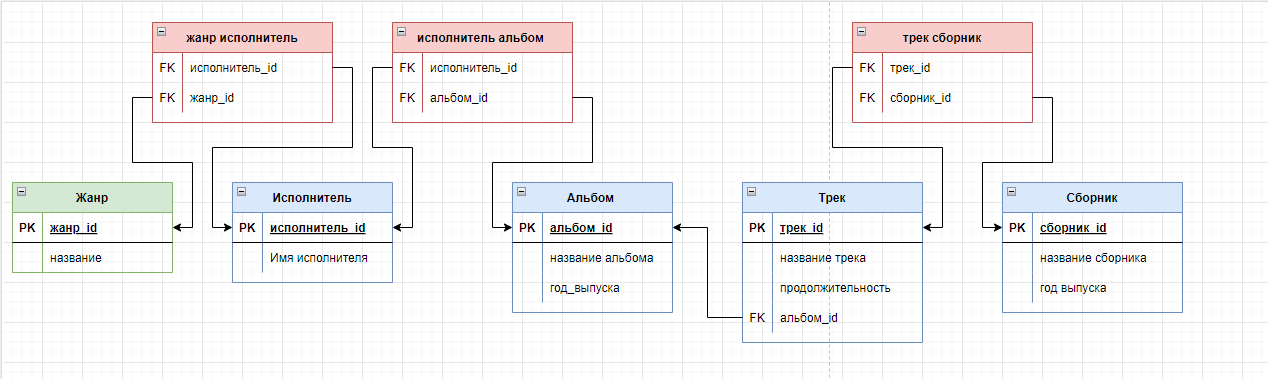 жанр исполнитель
FK исполнитель_id
FK жанр_id
исполнитель альбом
FK исполнитель_id
FK альбом_id
трек сборник
FK трек_id
FK сборник_id
Жанр
PK жанр_id
название
Исполнитель
PK исполнитель_id
Имя исполнителя
Альбом
PK альбом_id
название альбома
год_выпуска
Трек
PK трек_id
название трека
продолжительность
FK альбом_id
Сборник
PK сборник_id
название сборника
год выпуска